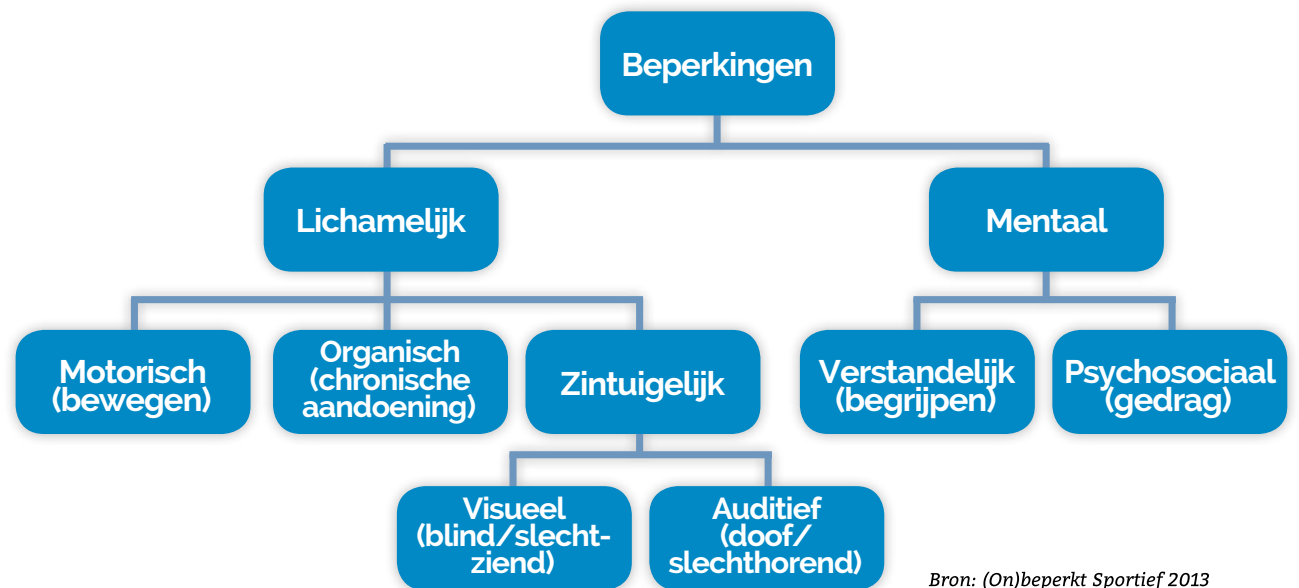 Beperkingen
Lichamelijk
Mentaal
Motorisch
(bewegen)
Organisch
(chronische
aandoening)
Zintuigelijk
Verstandelijk
(begrijpen)
Psychosociaal
(gedrag)
Visueel
(blind/slecht-
ziend)
Auditief
(doof/
slechthorend)
Bron: (On)beperkt Sportief 2013